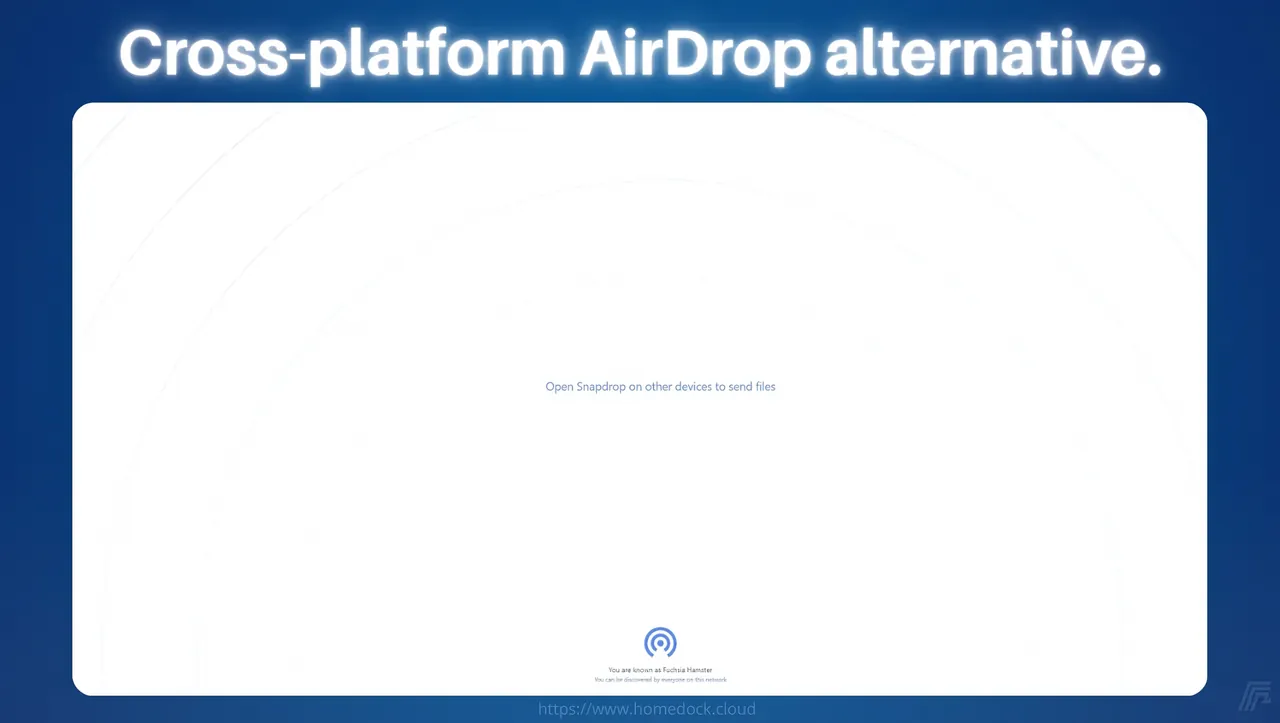 Cross-platform AirDrop alternative.
Open Snapdrop on other devices to send files
You are known as Fuchsia Hamster
You can be discovered by everyone on this network
https://www.homedock.cloud